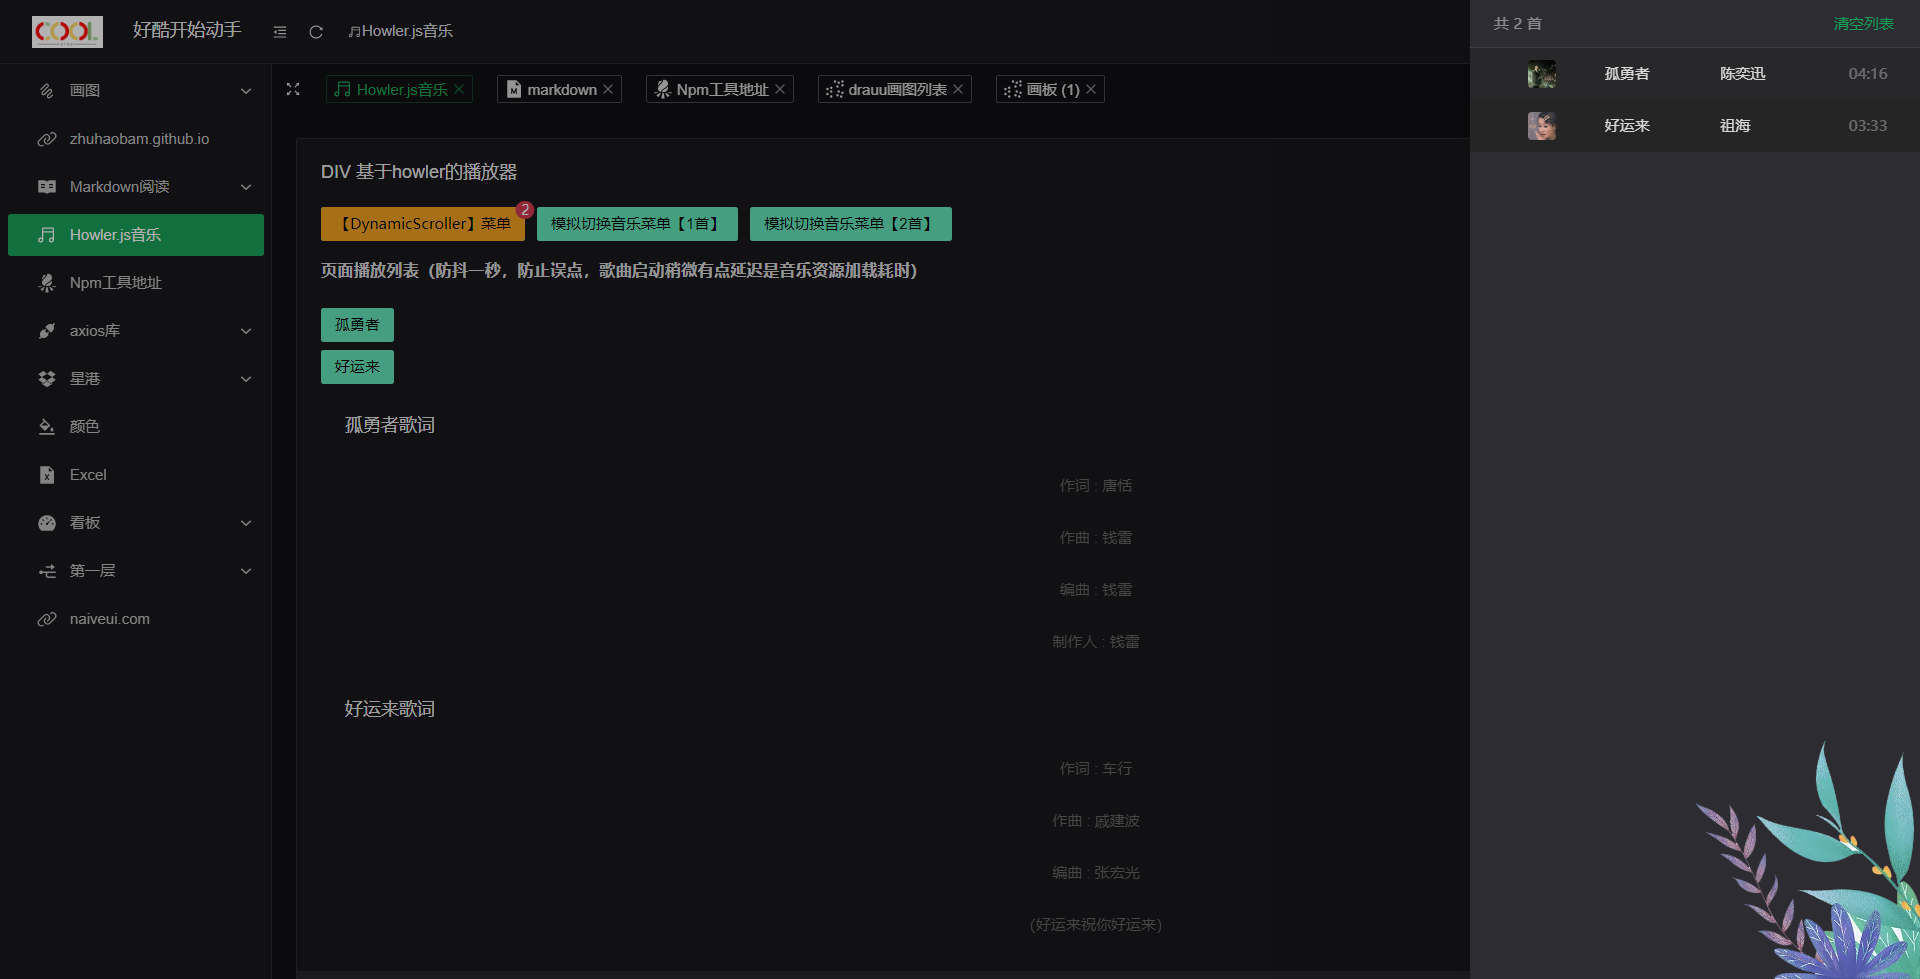 COOL
好酷开始动手
Howler.js音乐
画图
zhuhaobam.github.io
Markdown阅读
Howler.js音乐
Npm工具地址
axios库
星港
颜色
Excel
看板
第一层
naiveui.com
Howler.js音乐
markdown
Npm工具地址
drauu画图列表
画板 (1)
DIV 基于howler的播放器
【DynamicScroller】菜单
2
模拟切换音乐菜单【1首】
模拟切换音乐菜单【2首】
页面播放列表（防抖一秒，防止误点，歌曲启动稍微有点延迟是音乐资源加载耗时）
孤勇者
好运来
孤勇者歌词
作词 : 唐恬
作曲 : 钱雷
编曲 : 钱雷
制作人 : 钱雷
好运来歌词
作词 : 车行
作曲 : 戚建波
编曲 : 张宏光
(好运来祝你好运来)
共 2 首
清空列表
孤勇者 陈奕迅 04:16
好运来 祖海 03:33